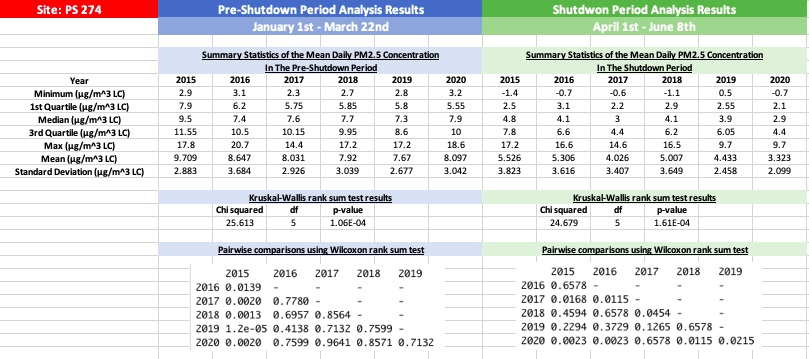 Site: PS 274 Pre-Shutdown Period Analysis Results Shutdwon Period Analysis Results
January 1st - March 22nd April 1st - June 8th
Summary Statistics of the Mean Daily PM2.5 Concentration Summary Statistics of the Mean Daily PM2.5 Concentration
In The Pre-Shutdown Period In The Shutdown Period
Year 2015 2016 2017 2018 2019 2020 2015 2016 2017 2018 2019 2020
Minimum (µg/m^3 LC) 2.9 3.1 2.3 2.7 2.8 3.2 -1.4 -0.7 -0.6 -1.1 0.5 -0.7
1st Quartile (µg/m^3 LC) 7.9 6.2 5.75 5.85 5.8 5.55 2.5 3.1 2.2 2.9 2.55 2.1
Median (µg/m^3 LC) 9.5 7.4 7.6 7.7 7.3 7.9 4.8 4.1 3 4.1 3.9 2.9
3rd Quartile (µg/m^3 LC) 11.55 10.5 10.15 9.95 8.6 10 7.8 6.6 4.4 6.2 6.05 4.4
Max (µg/m^3 LC) 17.8 20.7 14.4 17.2 17.2 18.6 17.2 16.6 14.6 16.5 9.7 9.7
Mean (µg/m^3 LC) 9.709 8.647 8.031 7.92 7.67 8.097 5.526 5.306 4.026 5.007 4.433 3.323
Standard Deviation (µg/m^3 LC) 2.883 3.684 2.926 3.039 2.677 3.042 3.823 3.616 3.407 3.649 2.458 2.099
Kruskal-Wallis rank sum test results Kruskal-Wallis rank sum test results
Chi squared df p-value Chi squared df p-value
25.613 5 1.06E-04 24.679 5 1.61E-04
Pairwise comparisons using Wilcoxon rank sum test Pairwise comparisons using Wilcoxon rank sum test
2015 2016 2017 2018 2019 2015 2016 2017 2018 2019
2016 0.0139 - - - - 2016 0.6578 - - - -
2017 0.0020 0.7780 - - - 2017 0.0168 0.0115 - - -
2018 0.0013 0.6957 0.8564 - - 2018 0.4594 0.6578 0.0454 - -
2019 1.2e-05 0.4138 0.7132 0.7599 - 2019 0.2294 0.3729 0.1265 0.6578 -
2020 0.0020 0.7599 0.9641 0.8571 0.7132 2020 0.0023 0.0023 0.6578 0.0115 0.0215